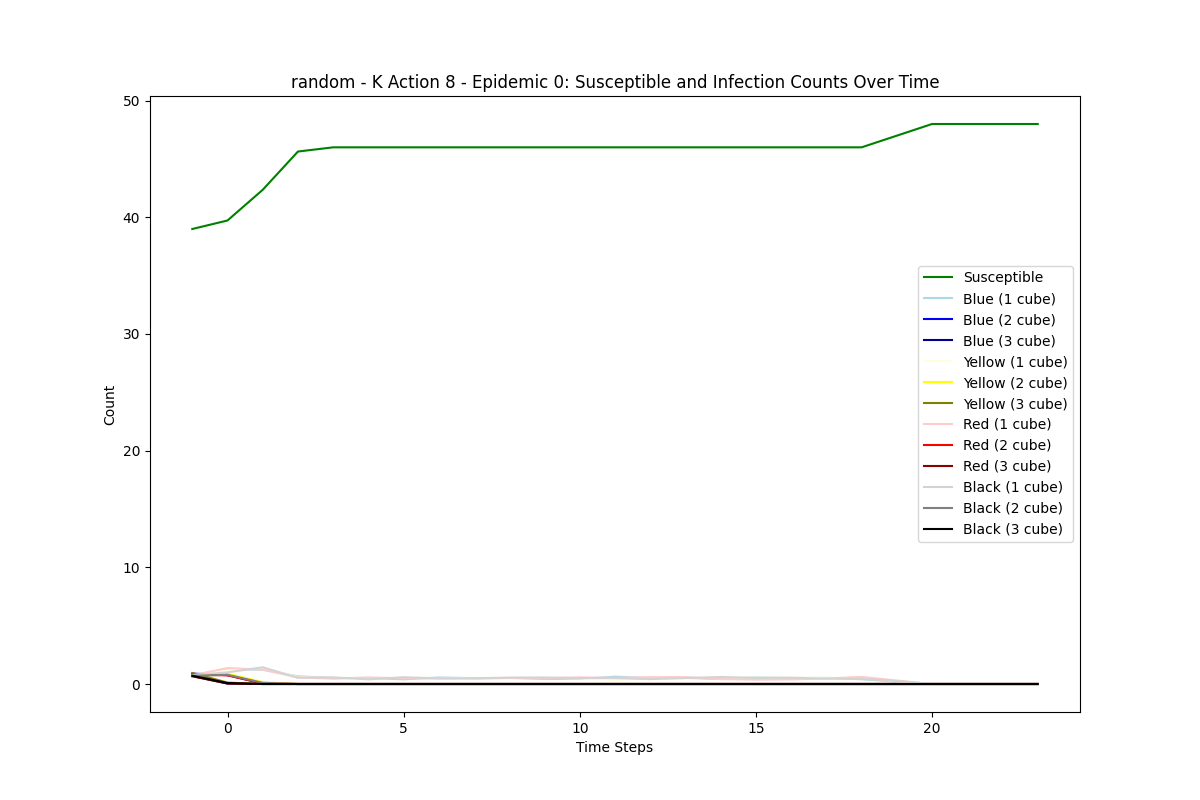 random - K Action 8 - Epidemic 0: Susceptible and Infection Counts Over Time
50
40
30
20
10
0
Count
Susceptible
Blue (1 cube)
Blue (2 cube)
Blue (3 cube)
Yellow (1 cube)
Yellow (2 cube)
Yellow (3 cube)
Red (1 cube)
Red (2 cube)
Red (3 cube)
Black (1 cube)
Black (2 cube)
Black (3 cube)
0 5 10 15 20
Time Steps